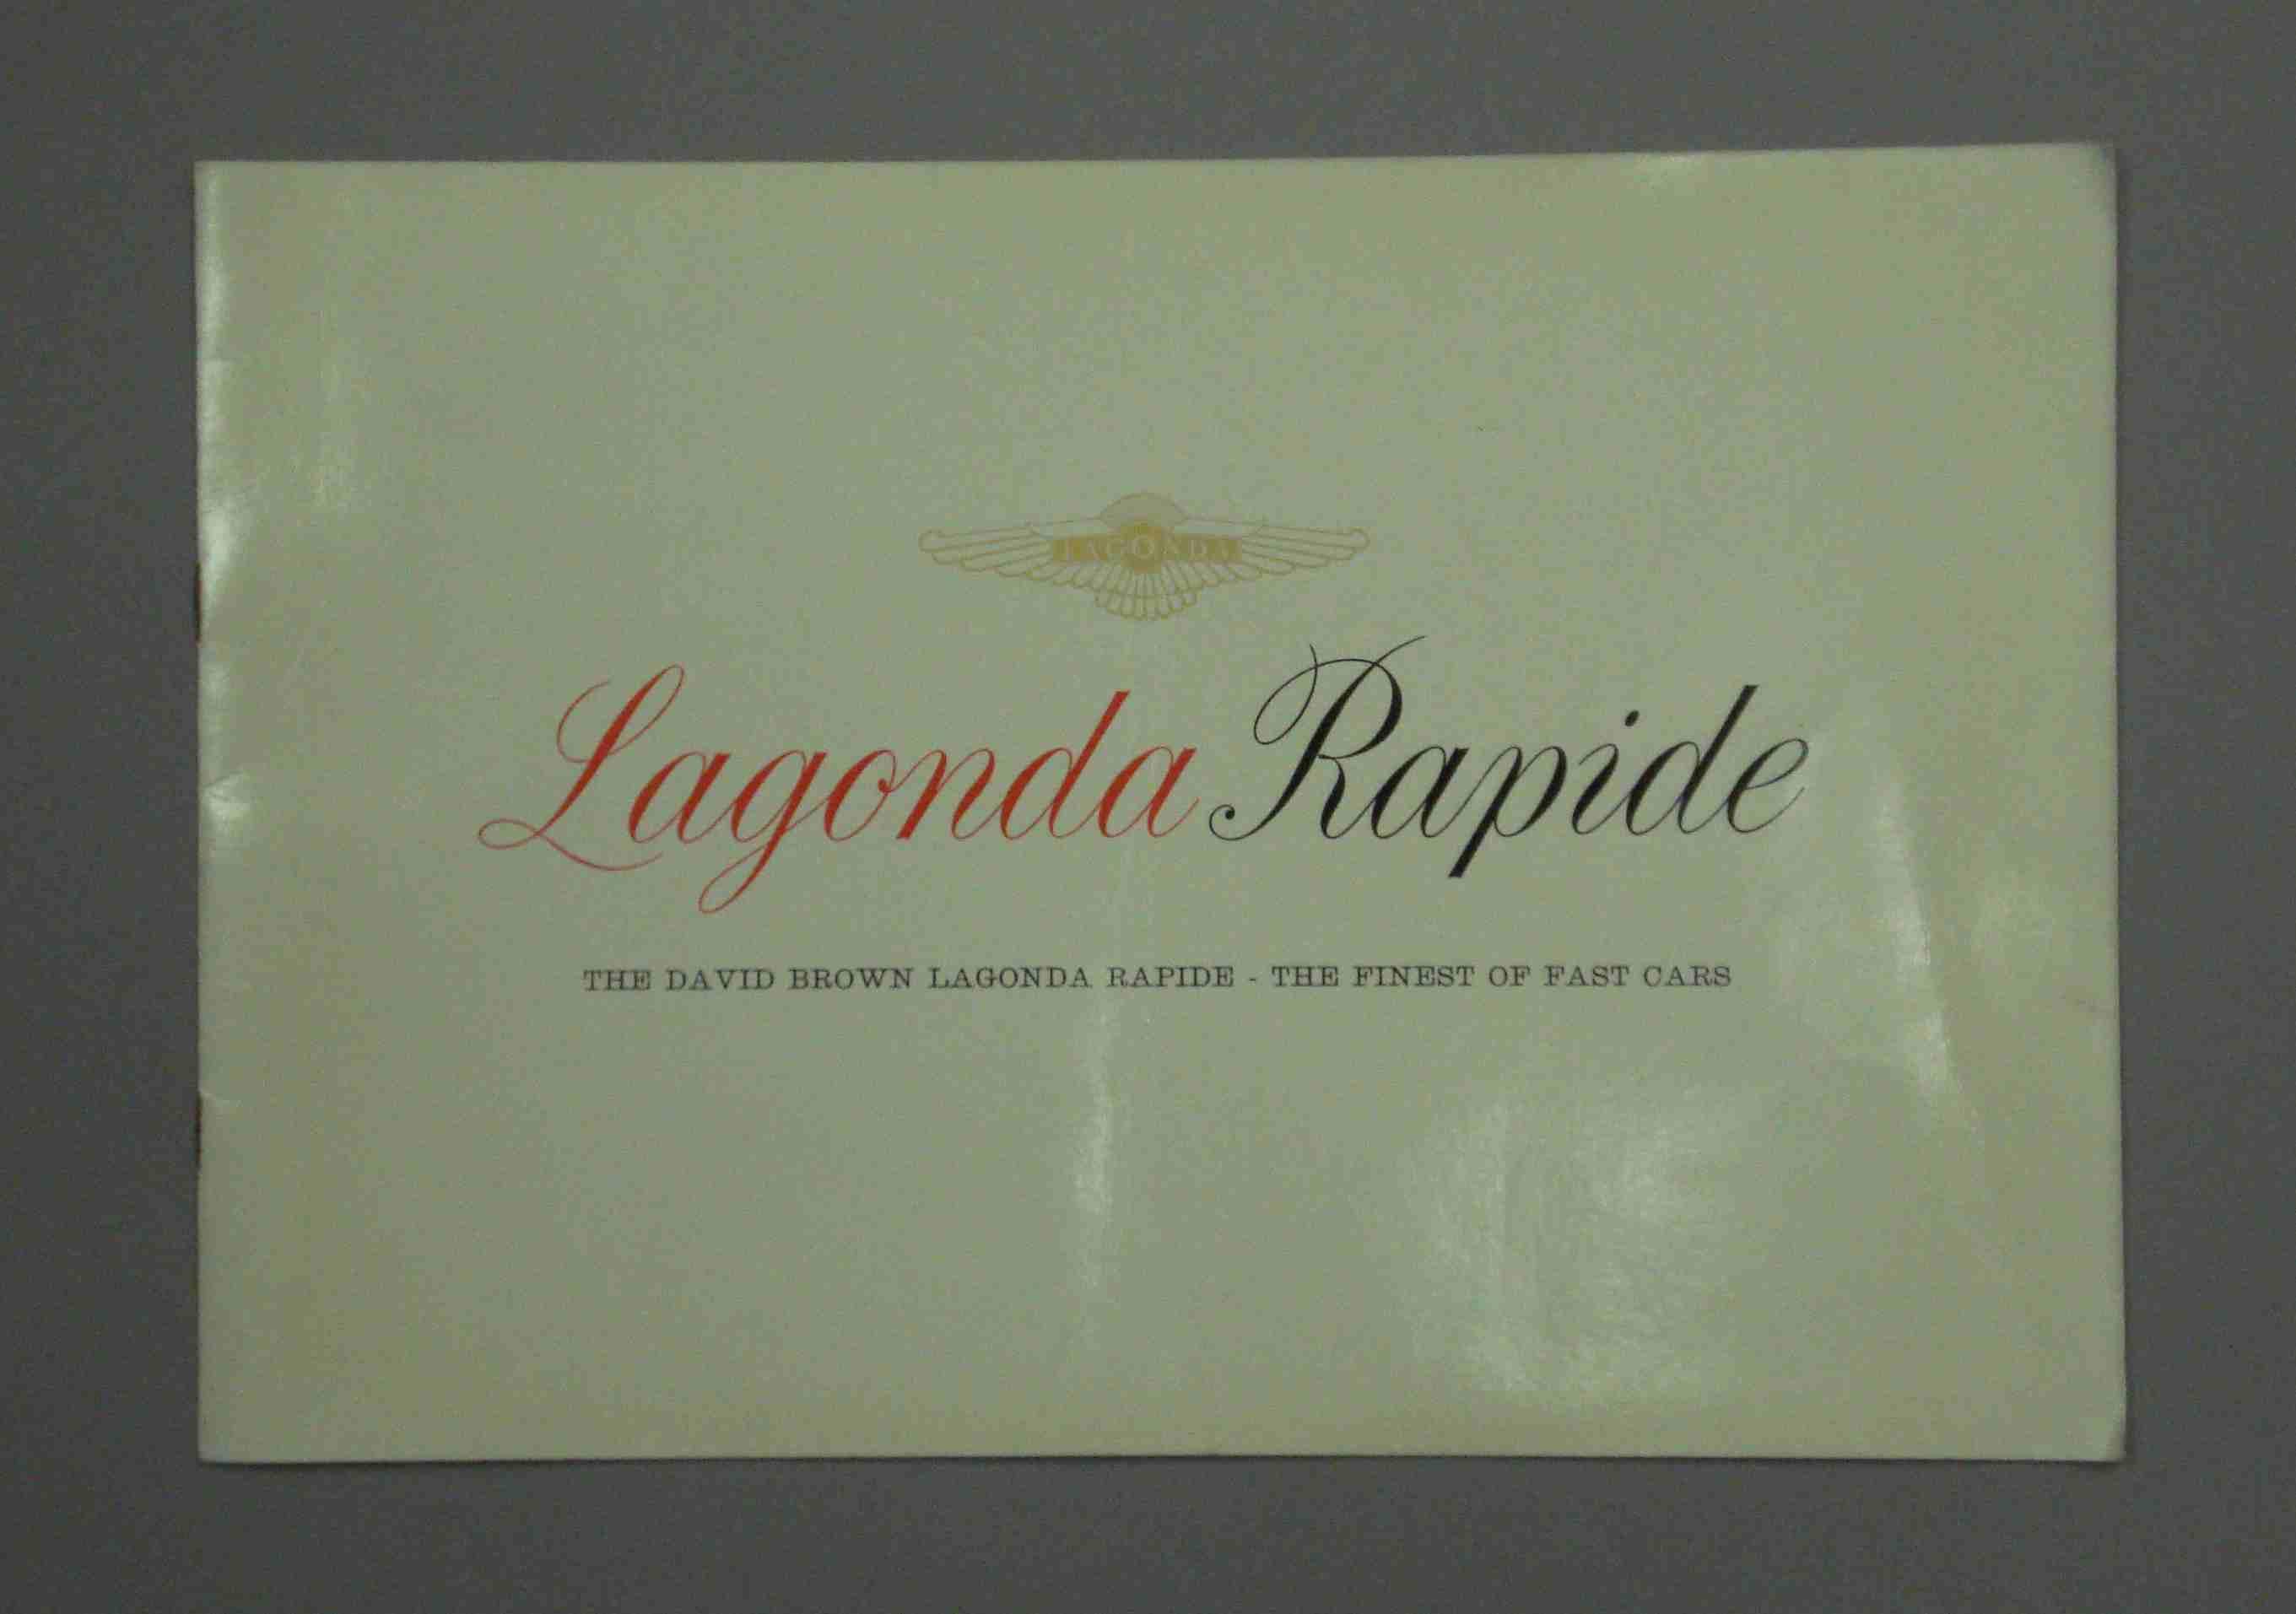 LAGONDA
Lagonda Rapide
THE DAVID BROWN LAGONDA RAPIDE - THE FINEST OF FAST CARS